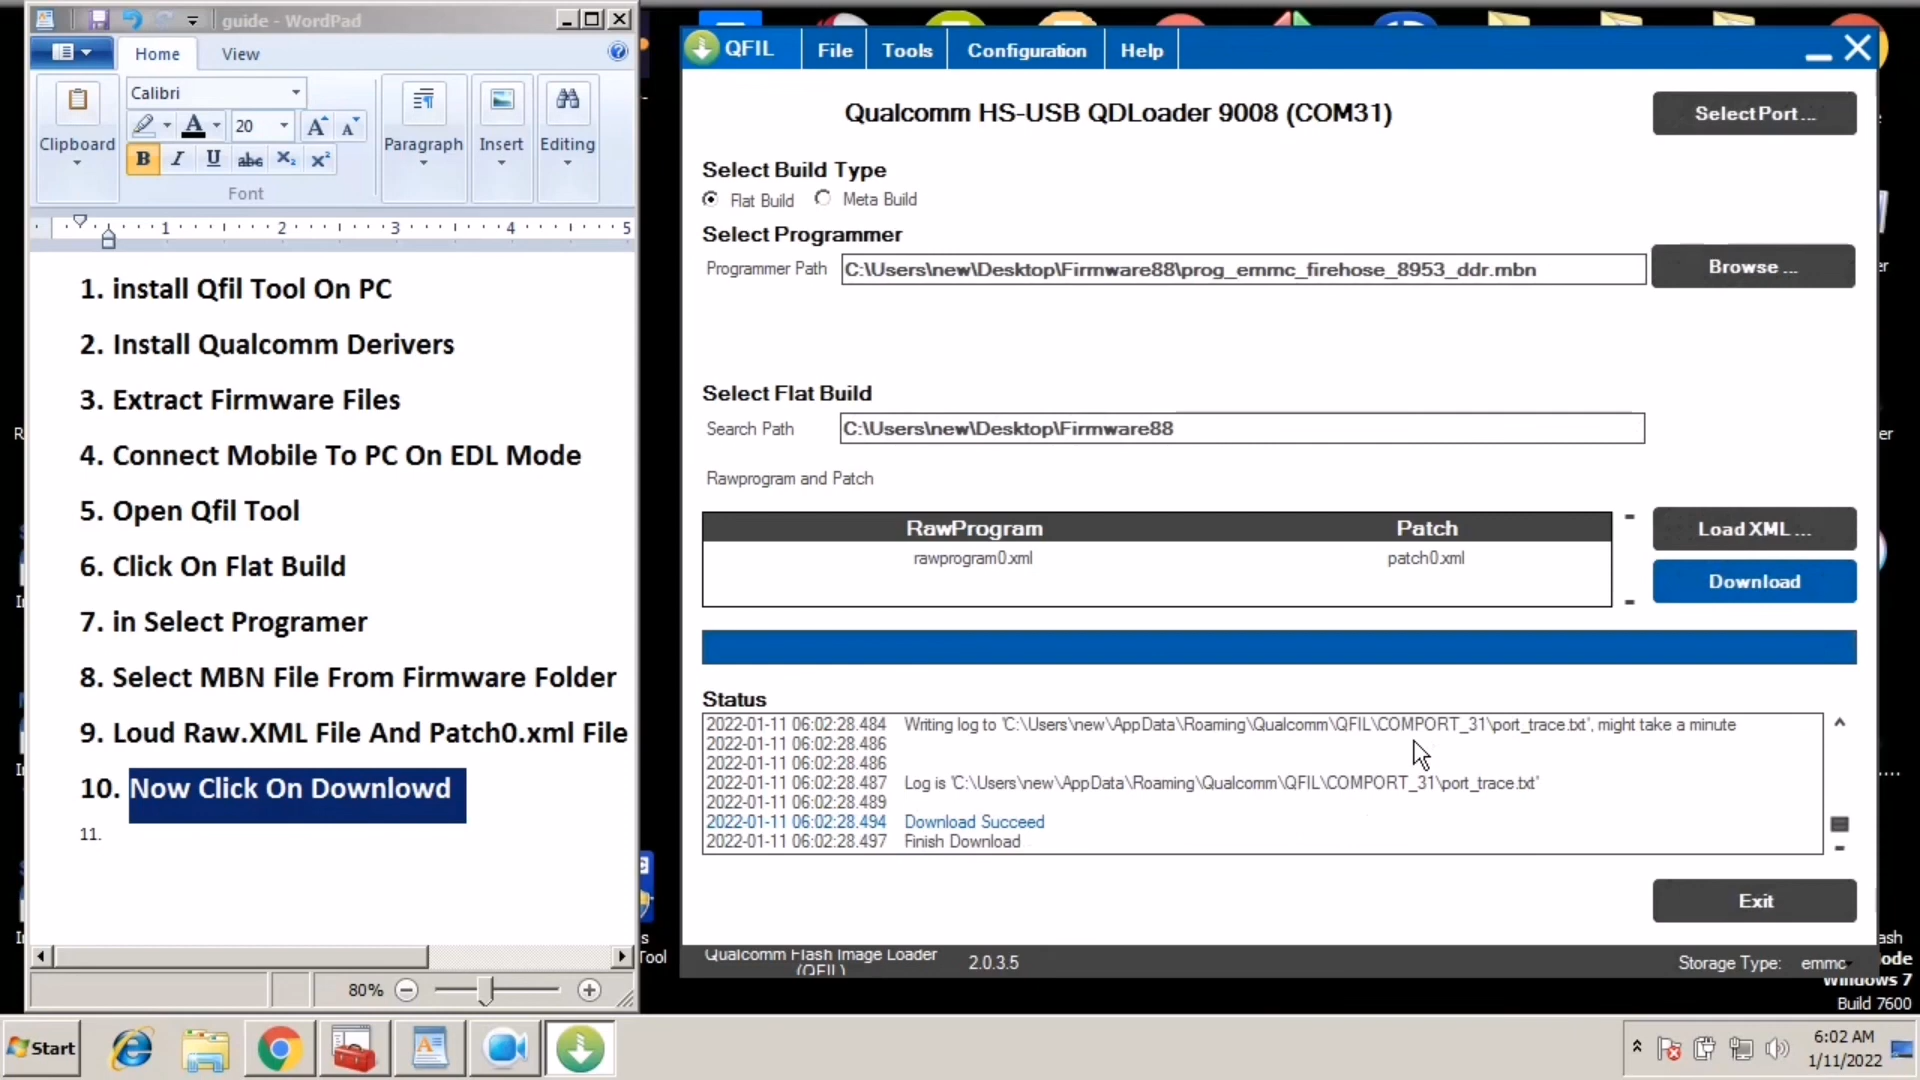 guide - WordPad
Home
View
Calibri
20
Clipboard
Paragraph
Insert
Editing
Font
1 2 3 4 5
1. install Qfil Tool On PC
2. Install Qualcomm Derivers
3. Extract Firmware Files
4. Connect Mobile To PC On EDL Mode
5. Open Qfil Tool
6. Click On Flat Build
7. in Select Programer
8. Select MBN File From Firmware Folder
9. Loud Raw.XML File And Patch0.xml File
10. Now Click On Downlowd
11.
80%
QFIL
File
Tools
Configuration
Help
Qualcomm HS-USB QDLoader 9008 (COM31)
Select Port ...
Select Build Type
Flat Build
Meta Build
Select Programmer
Programmer Path
C:\Users\new\Desktop\Firmware88\prog_emmc_firehose_8953_ddr.mbn
Browse ...
Select Flat Build
Search Path
C:\Users\new\Desktop\Firmware88
Rawprogram and Patch
RawProgram
Patch
rawprogram0.xml
patch0.xml
Load XML ...
Download
Status
2022-01-11 06:02:28.484 Writing log to 'C:\Users\new\AppData\Roaming\Qualcomm\QFIL\COMPORT_31\port_trace.txt', might take a minute
2022-01-11 06:02:28.486
2022-01-11 06:02:28.486
2022-01-11 06:02:28.487 Log is 'C:\Users\new\AppData\Roaming\Qualcomm\QFIL\COMPORT_31\port_trace.txt'
2022-01-11 06:02:28.489
2022-01-11 06:02:28.494 Download Succeed
2022-01-11 06:02:28.497 Finish Download
Exit
Qualcomm Flash Image Loader (QFIL)
2.0.3.5
Storage Type: emmc
Tool
Windows 7
Build 7600
Start
6:02 AM
1/11/2022